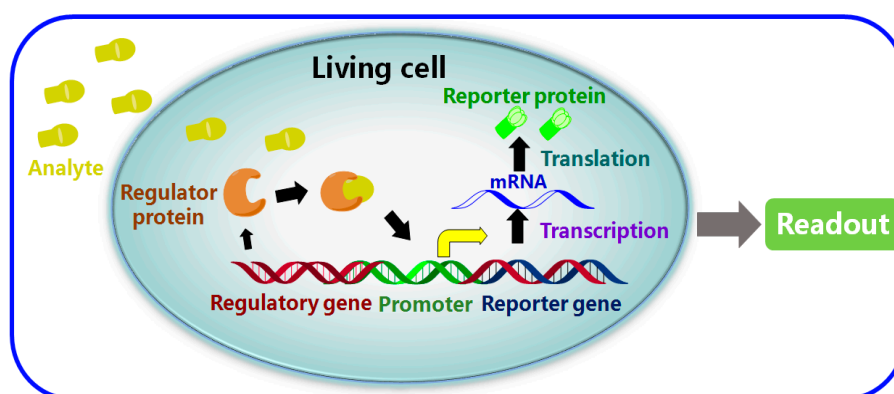 Living cell
Reporter protein
Analyte
Translation
Regulator
protein
mRNA
Transcription
Readout
Regulatory gene Promoter Reporter gene